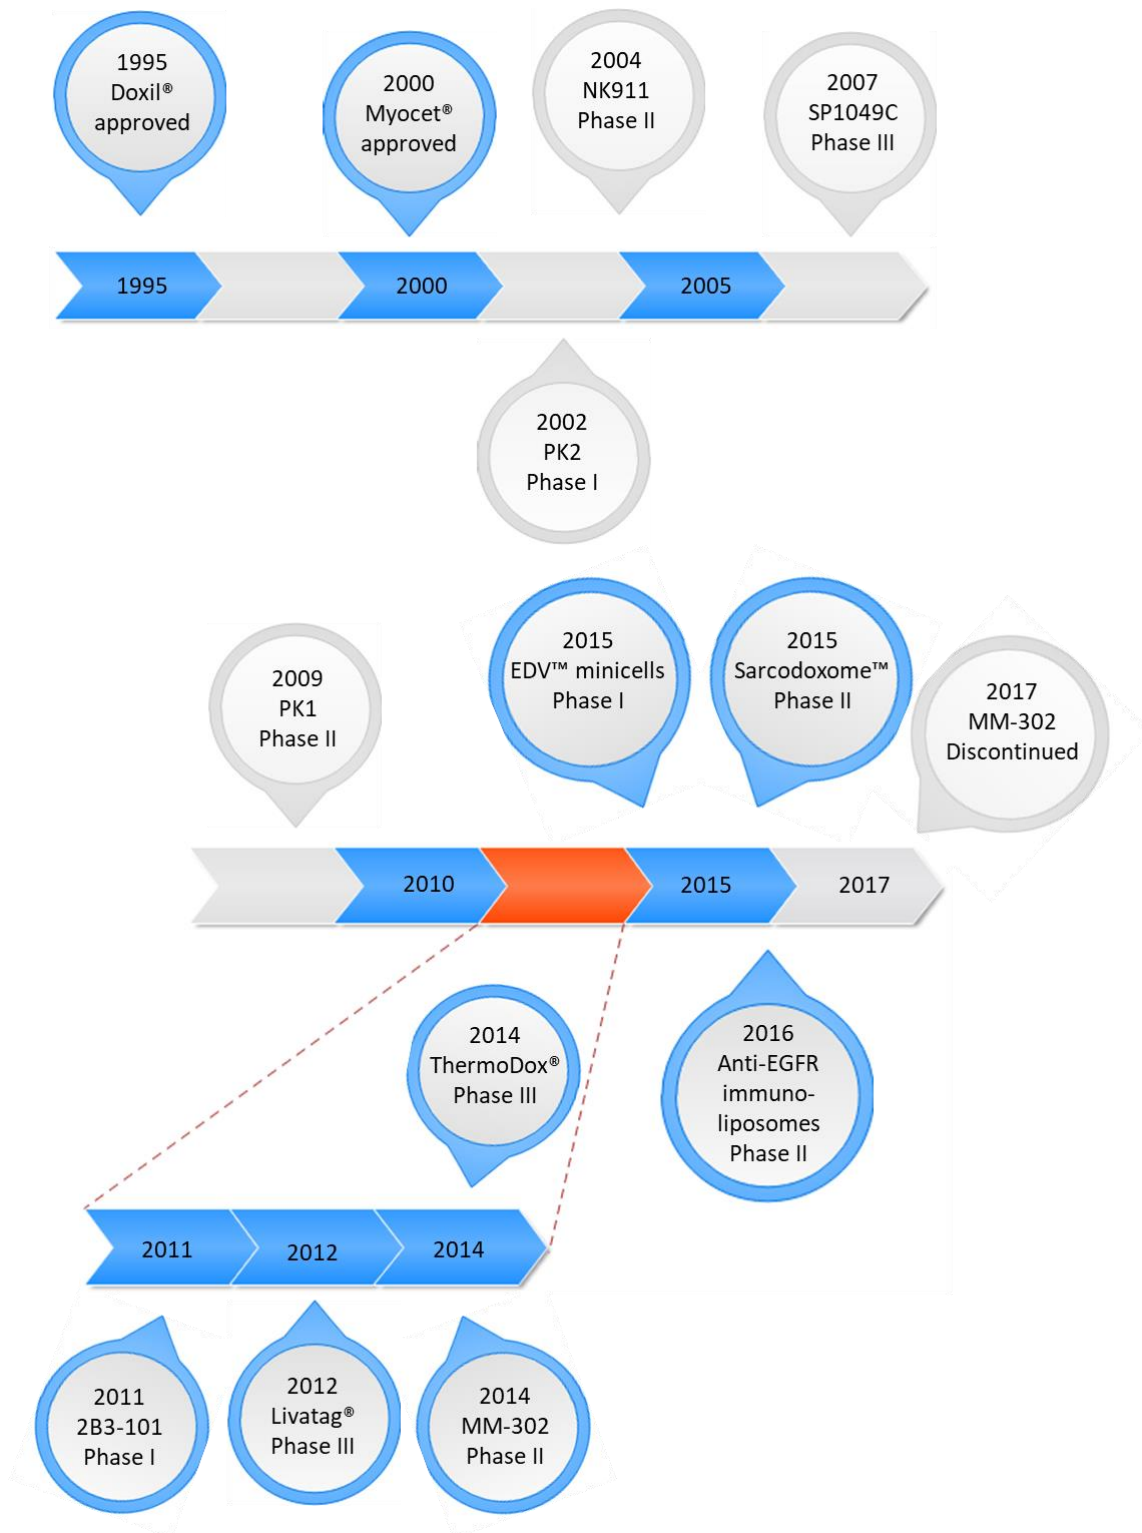 1995
Doxil®
approved
2000
Myocet®
approved
2004
NK911
Phase II
2007
SP1049C
Phase III
1995
2000
2005
2002
PK2
Phase I
2009
PK1
Phase II
2015
EDV™ minicells
Phase I
2015
Sarcodoxome™
Phase II
2017
MM-302
Discontinued
2010
2015
2017
2014
ThermoDox®
Phase III
2016
Anti-EGFR
immuno-
liposomes
Phase II
2011
2012
2014
2011
2B3-101
Phase I
2012
Livatag®
Phase III
2014
MM-302
Phase II